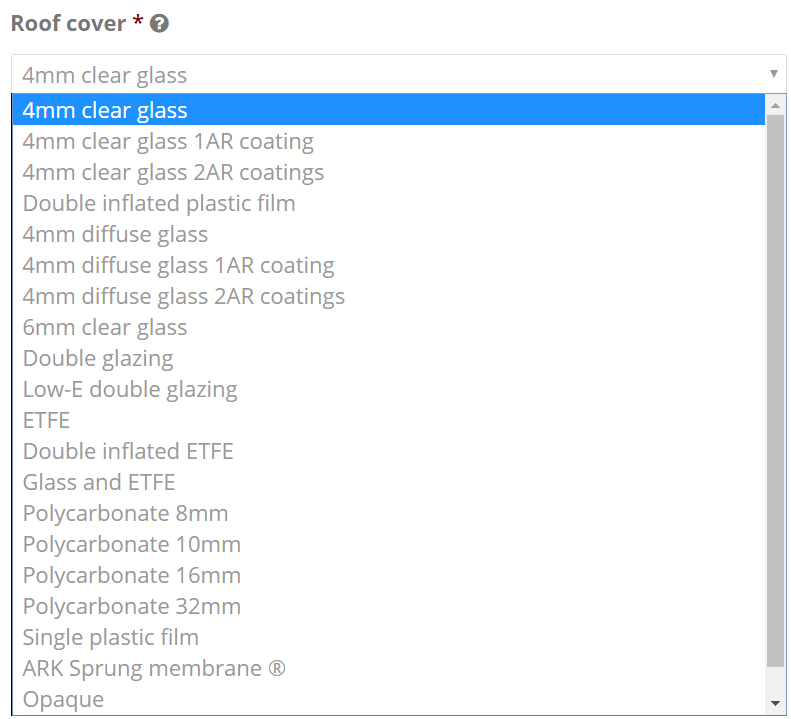 Roof cover * ?
4mm clear glass
4mm clear glass
4mm clear glass 1AR coating
4mm clear glass 2AR coatings
Double inflated plastic film
4mm diffuse glass
4mm diffuse glass 1AR coating
4mm diffuse glass 2AR coatings
6mm clear glass
Double glazing
Low-E double glazing
ETFE
Double inflated ETFE
Glass and ETFE
Polycarbonate 8mm
Polycarbonate 10mm
Polycarbonate 16mm
Polycarbonate 32mm
Single plastic film
ARK Sprung membrane ®
Opaque